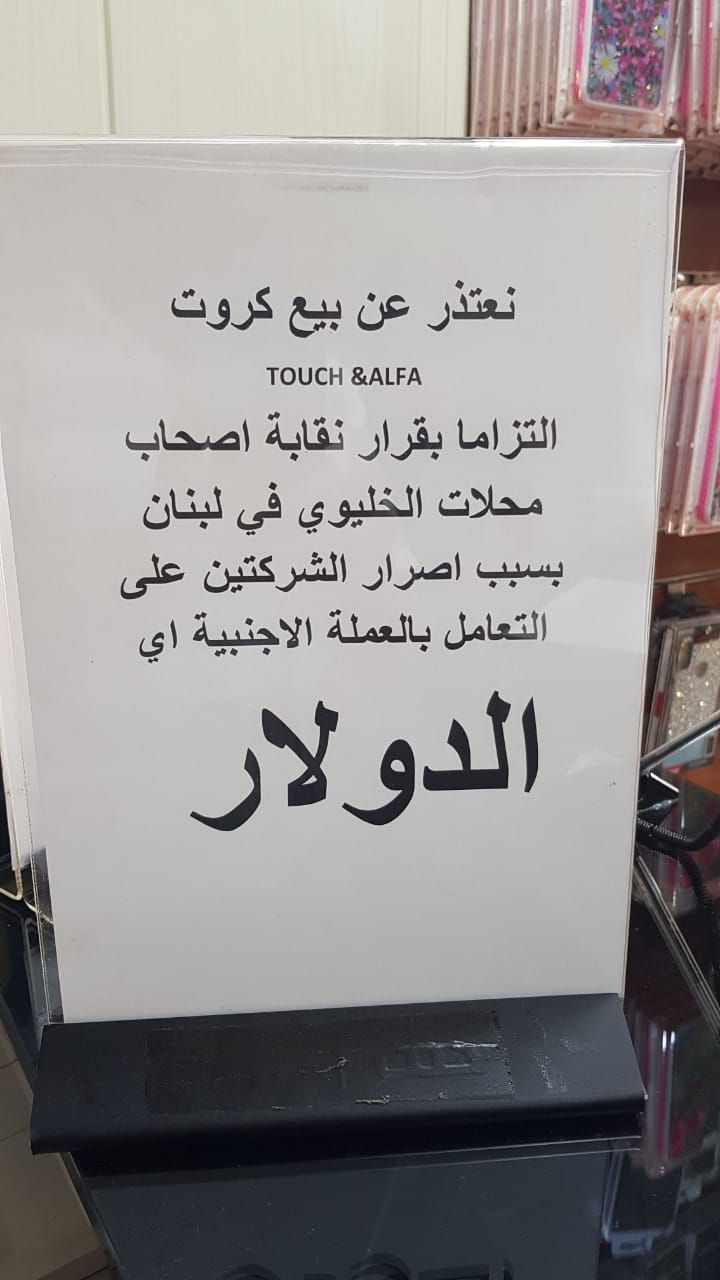 نعتذر عن بيع كروت
TOUCH &ALFA
التزاما بقرار نقابة اصحاب
محلات الخليوي في لبنان
بسبب اصرار الشركتين على
التعامل بالعملة الاجنبية اي
الدولار